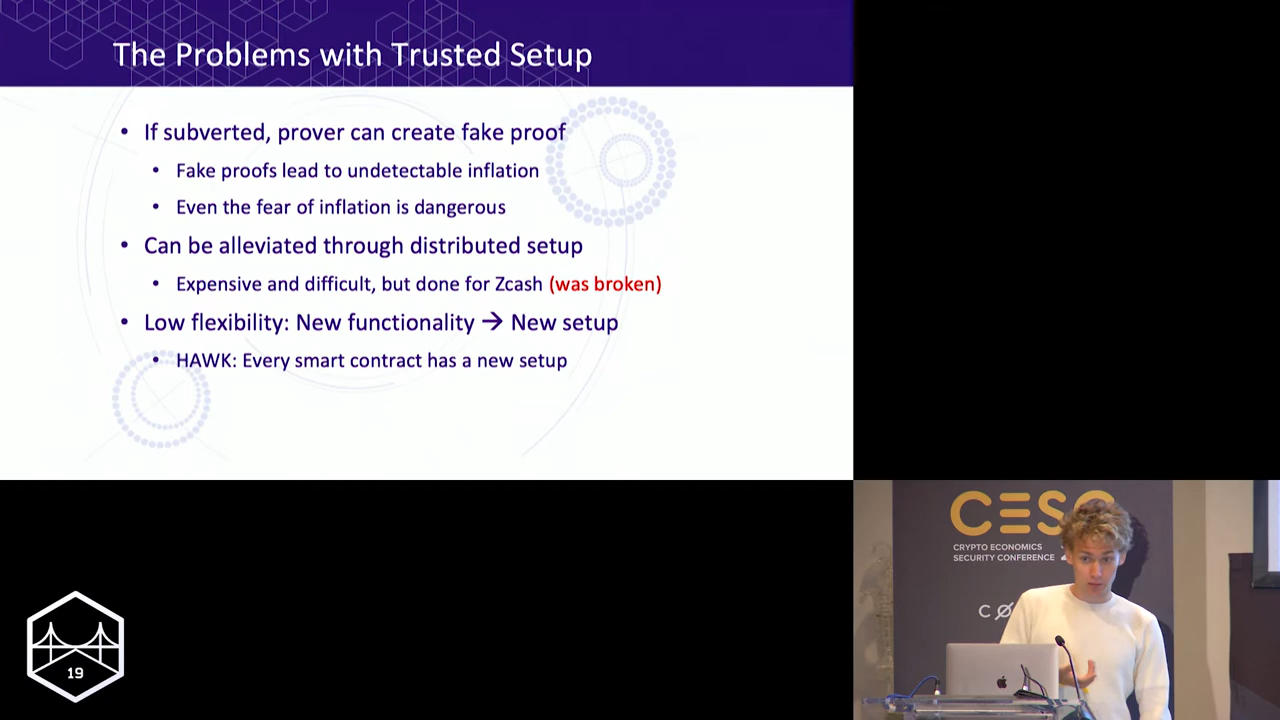 The Problems with Trusted Setup
• If subverted, prover can create fake proof
• Fake proofs lead to undetectable inflation
• Even the fear of inflation is dangerous
• Can be alleviated through distributed setup
• Expensive and difficult, but done for Zcash (was broken)
• Low flexibility: New functionality → New setup
• HAWK: Every smart contract has a new setup
CESC
CRYPTO ECONOMICS
SECURITY CONFERENCE
19